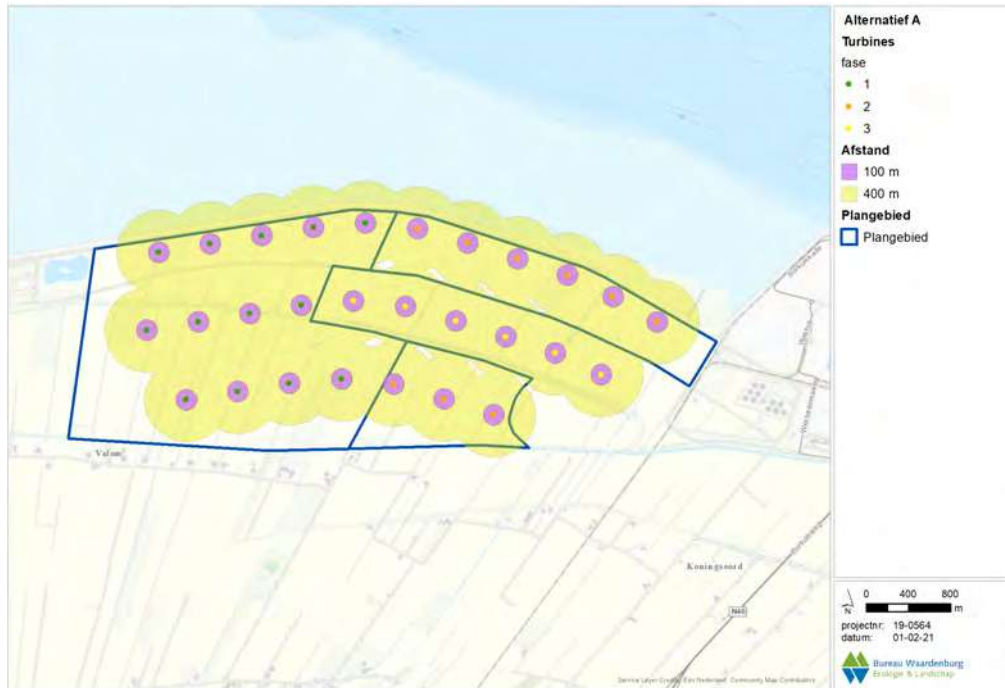 Alternatief A
Turbines
fase
1
2
3
Afstand
100 m
400 m
Plangebied
Plangebied
Koningsoord
0 400 800
m
N
projectnr: 19-0564
datum: 01-02-21
Bureau Waardenburg
Ecologie & Landschap